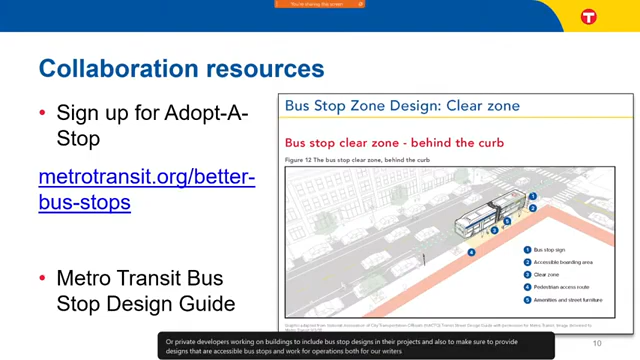 You're sharing this screen
T
Collaboration resources
• Sign up for Adopt-A-
Stop
metrotransit.org/better-
bus-stops
• Metro Transit Bus
Stop Design Guide
Bus Stop Zone Design: Clear zone
Bus stop clear zone - behind the curb
Figure 12 The bus stop clear zone, behind the curb
1
2
3
4
5
1 Bus stop sign
2 Accessible boarding area
3 Clear zone
4 Pedestrian access route
5 Amenities and street furniture
10
Or private developers working on buildings to include bus stop designs in their projects and also to make sure to provide
designs that are accessible bus stops and work for operations both for our writers